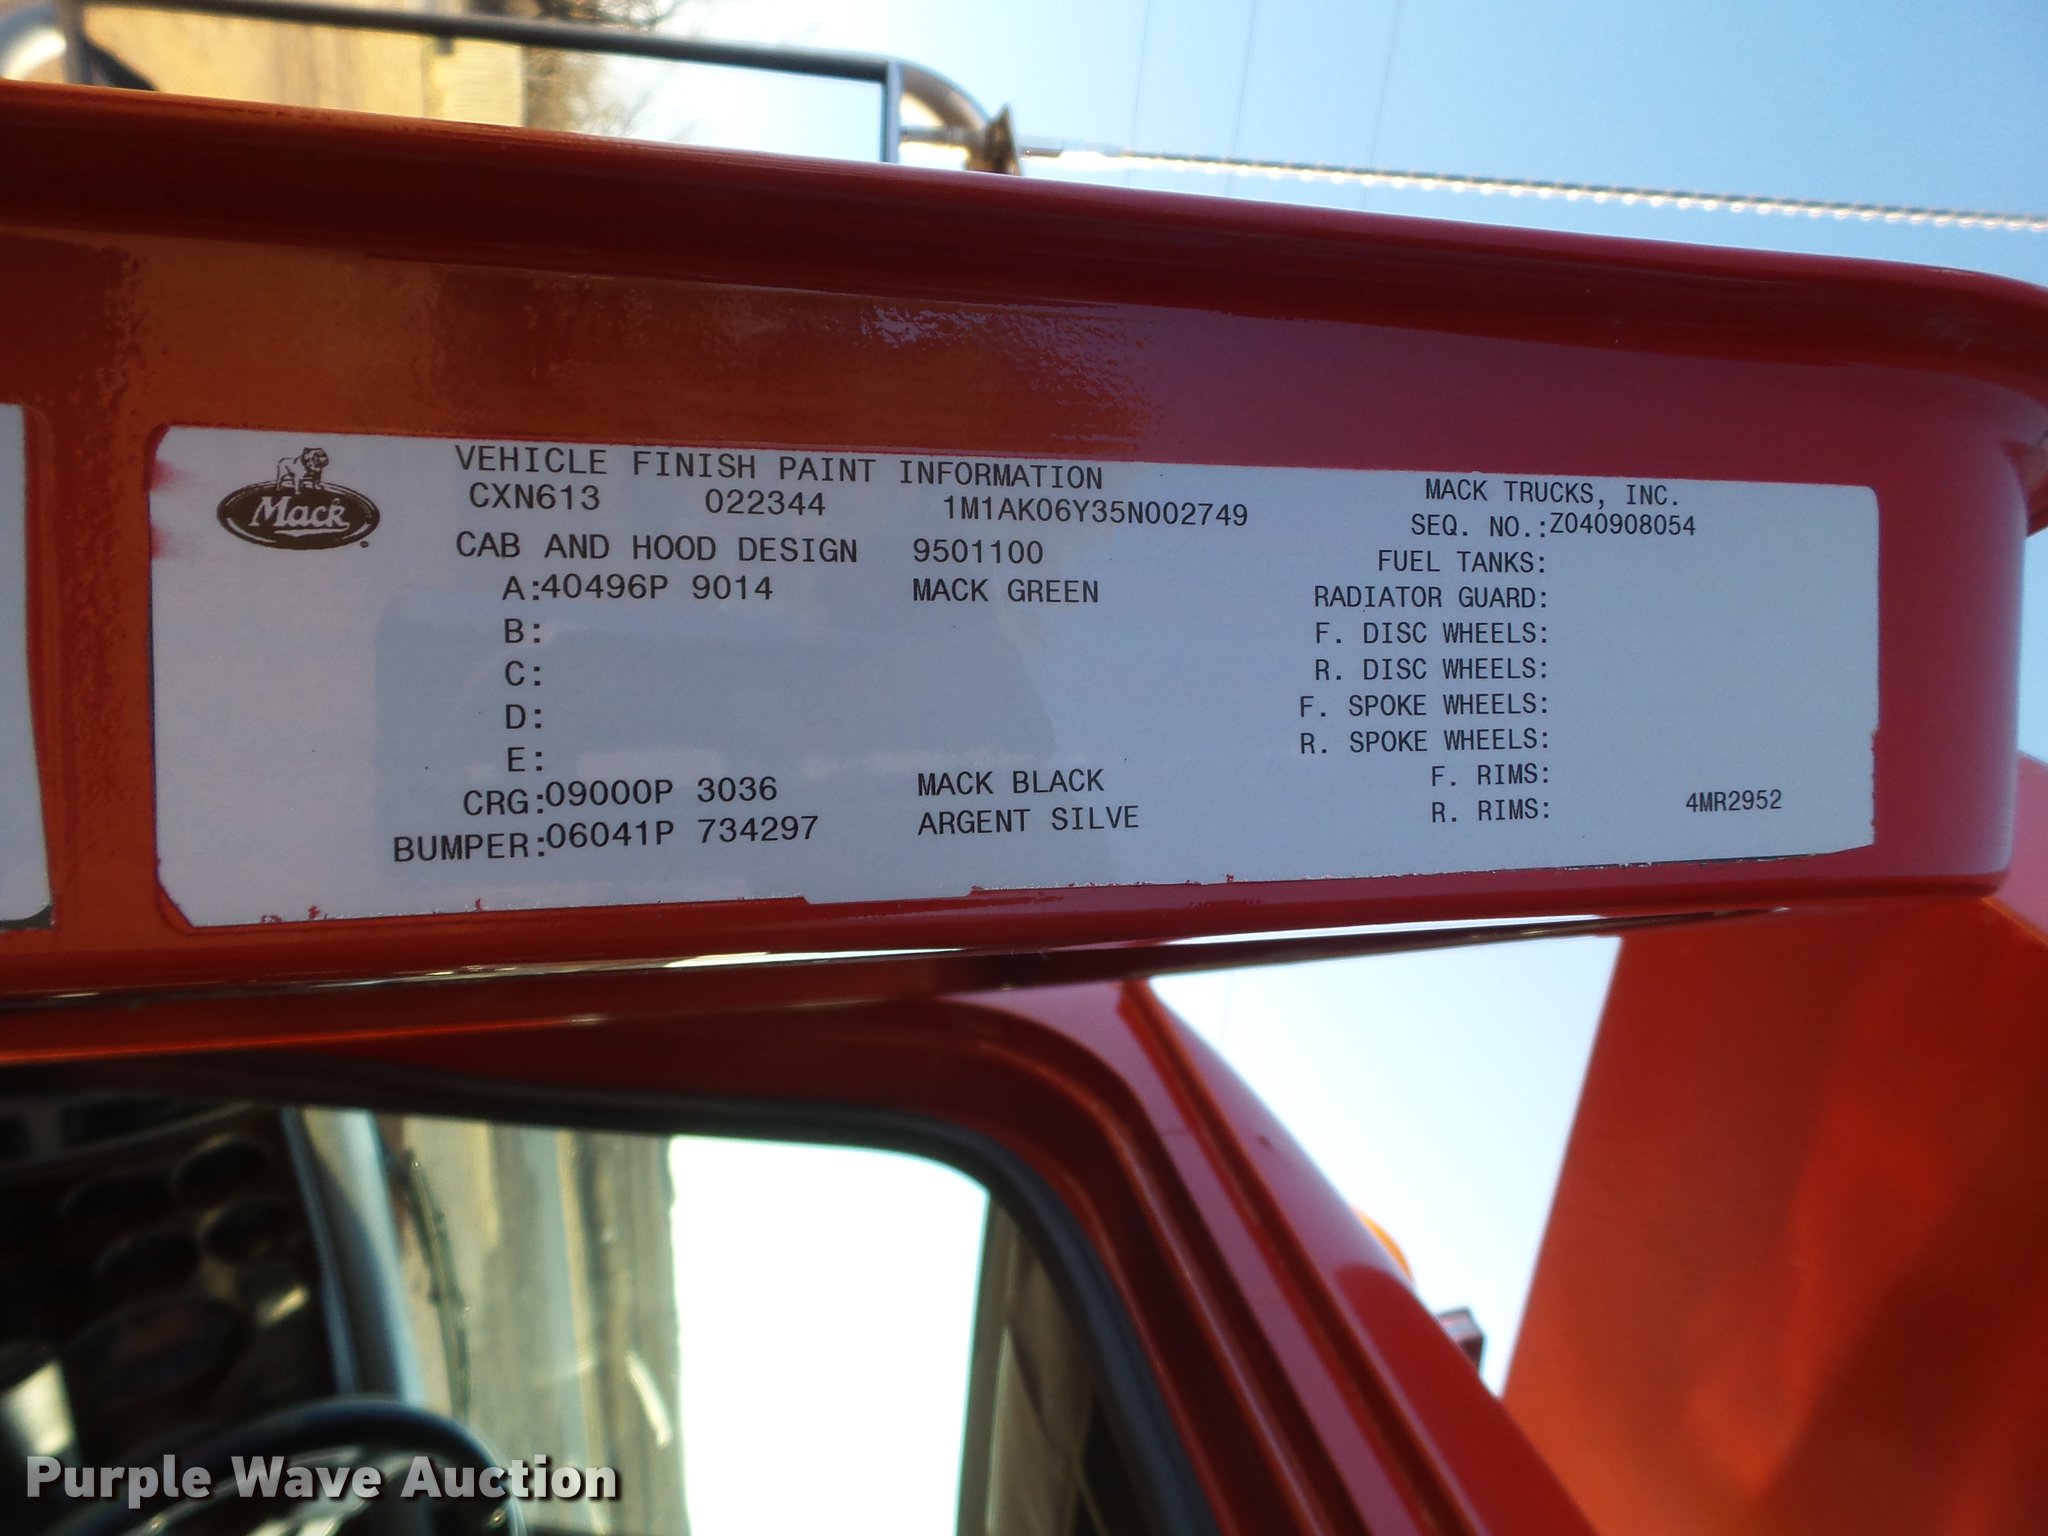 Mack
VEHICLE FINISH PAINT INFORMATION
CXN613 022344 1M1AK06Y35N002749
CAB AND HOOD DESIGN 9501100
A:40496P 9014 MACK GREEN
B:
C:
D:
E:
CRG:09000P 3036 MACK BLACK
BUMPER:06041P 734297 ARGENT SILVE
MACK TRUCKS, INC.
SEQ. NO.:Z040908054
FUEL TANKS:
RADIATOR GUARD:
F. DISC WHEELS:
R. DISC WHEELS:
F. SPOKE WHEELS:
R. SPOKE WHEELS:
F. RIMS:
R. RIMS: 4MR2952
Purple Wave Auction